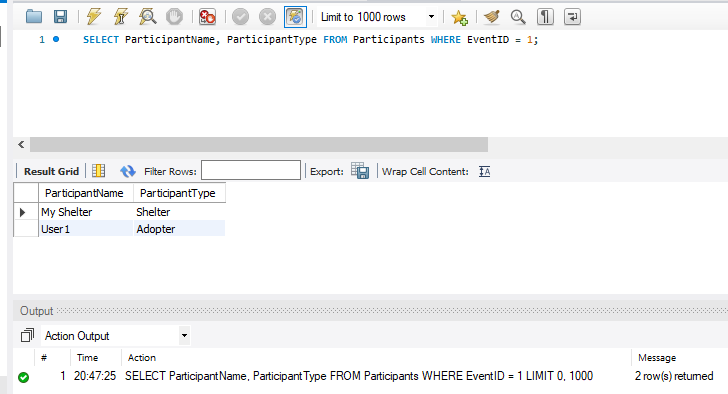 Limit to 1000 rows
1 SELECT ParticipantName, ParticipantType FROM Participants WHERE EventID = 1;
Result Grid Filter Rows: Export: Wrap Cell Content:
ParticipantName ParticipantType
My Shelter Shelter
User1 Adopter
Output
Action Output
# Time Action Message
1 20:47:25 SELECT ParticipantName, ParticipantType FROM Participants WHERE EventID = 1 LIMIT 0, 1000 2 row(s) returned